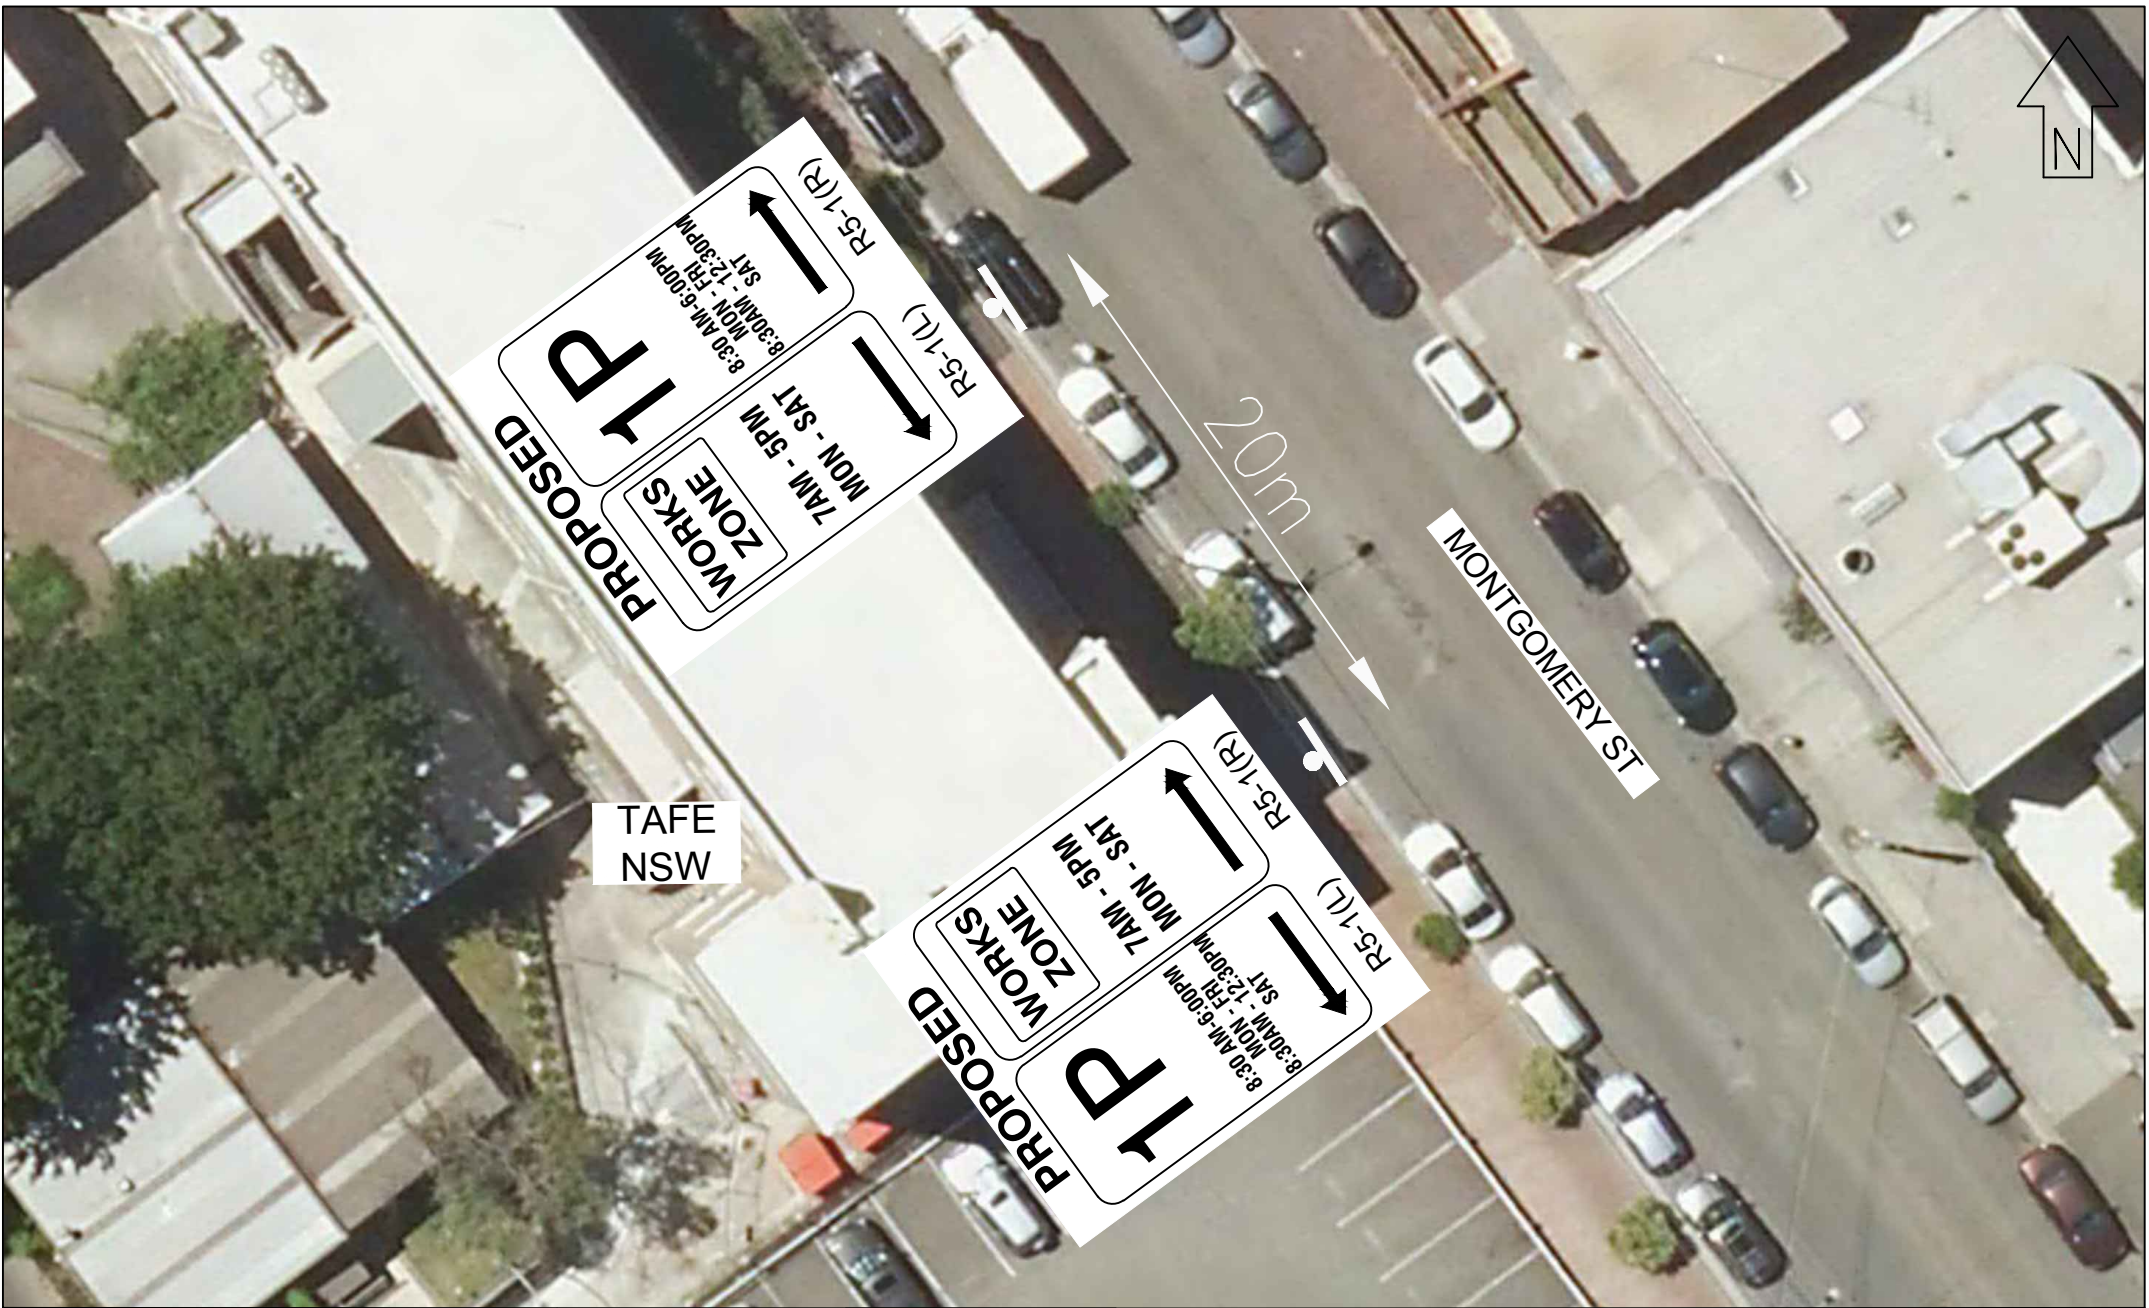 N
PROPOSED
1P
8:30 AM-6:00PM
MON - FRI
8:30AM - 12:30PM
SAT
R5-1(R)
WORKS
ZONE
7AM - 5PM
MON - SAT
R5-1(L)
20m
MONTGOMERY ST
TAFE
NSW
PROPOSED
WORKS
ZONE
7AM - 5PM
MON - SAT
R5-1(R)
1P
8:30 AM-6:00PM
MON - FRI
8:30AM - 12:30PM
SAT
R5-1(L)